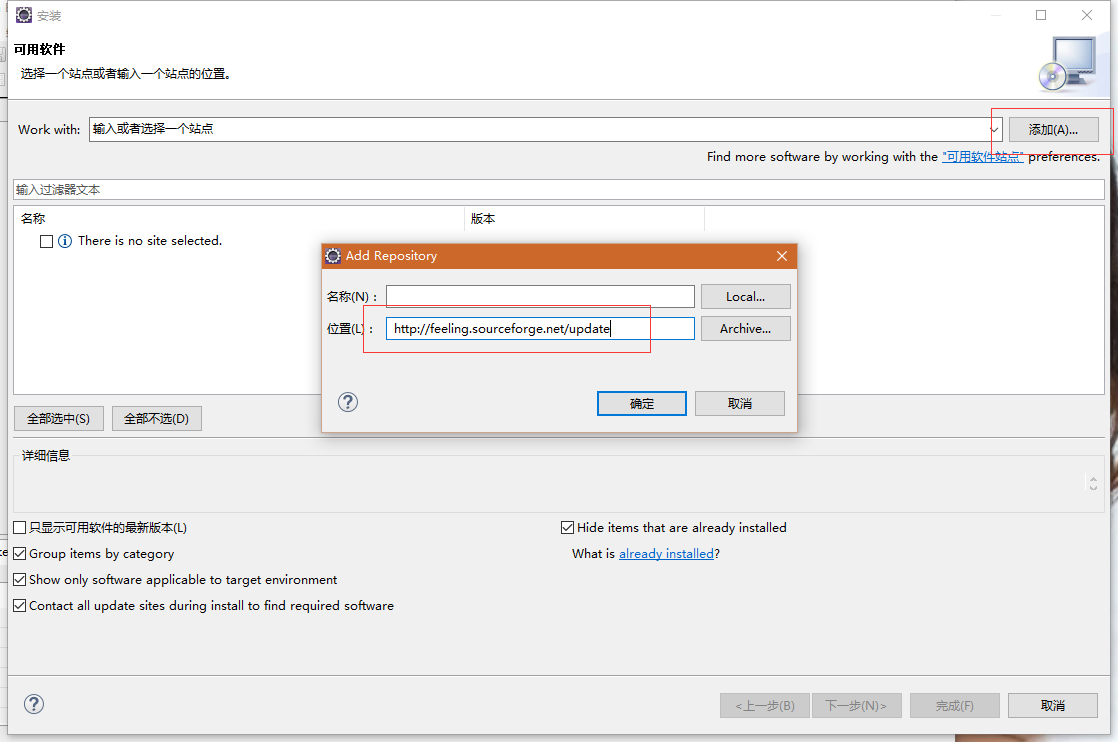 安装
可用软件
选择一个站点或者输入一个站点的位置。
Work with: 输入或者选择一个站点 添加(A)...
Find more software by working with the "可用软件站点" preferences.
输入过滤器文本
名称 版本
There is no site selected.
Add Repository
名称(N)： Local...
位置(L)： http://feeling.sourceforge.net/update Archive...
确定 取消
全部选中(S) 全部不选(D)
详细信息
只显示可用软件的最新版本(L) Hide items that are already installed
Group items by category What is already installed?
Show only software applicable to target environment
Contact all update sites during install to find required software
<上一步(B) 下一步(N)> 完成(F) 取消